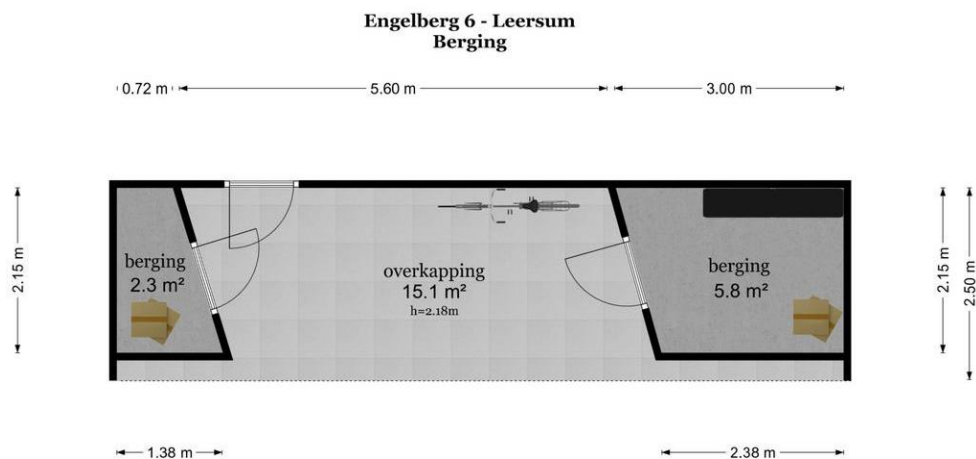 Engelberg 6 - Leersum
Berging
0.72 m
5.60 m
3.00 m
2.15 m
berging
2.3 m²
overkapping
15.1 m²
h=2.18m
berging
5.8 m²
2.15 m
2.50 m
1.38 m
2.38 m